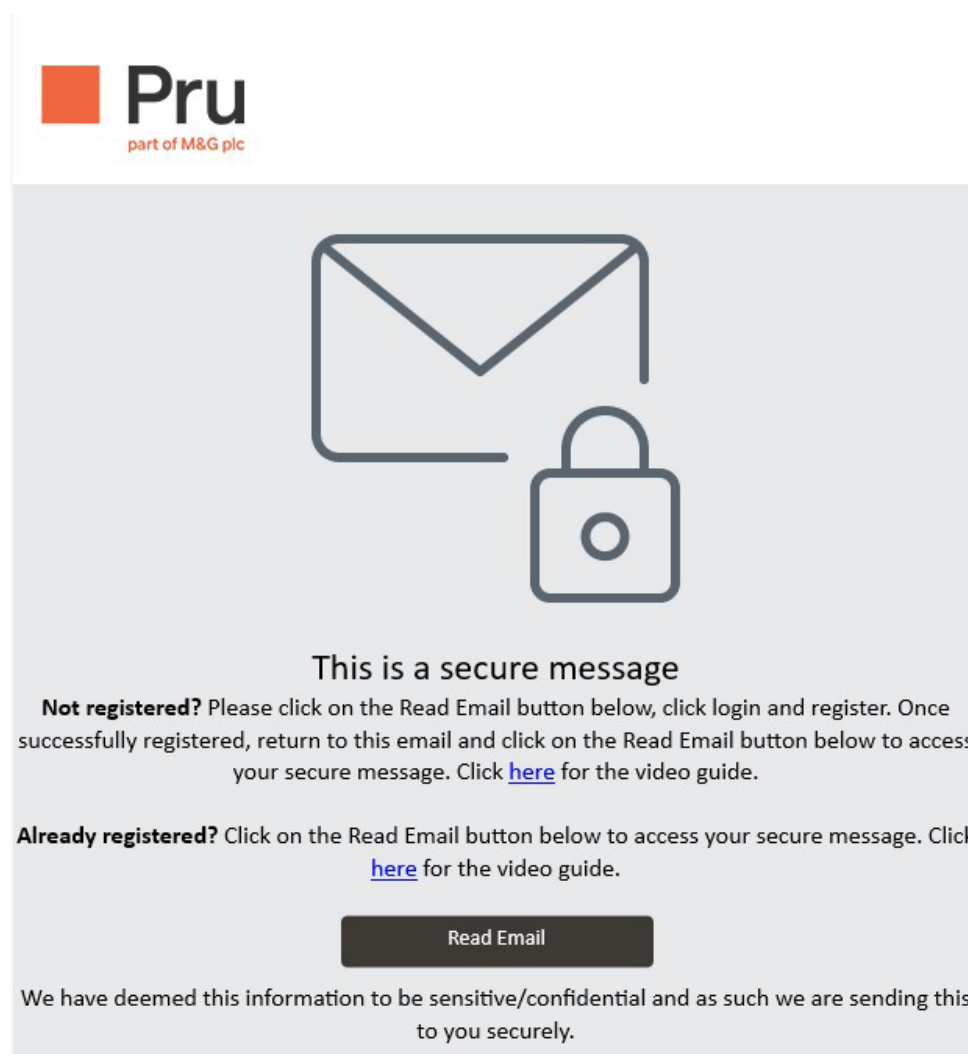 Pru
part of M&G plc
This is a secure message
Not registered? Please click on the Read Email button below, click login and register. Once
successfully registered, return to this email and click on the Read Email button below to access
your secure message. Click here for the video guide.
Already registered? Click on the Read Email button below to access your secure message. Click
here for the video guide.
Read Email
We have deemed this information to be sensitive/confidential and as such we are sending this
to you securely.